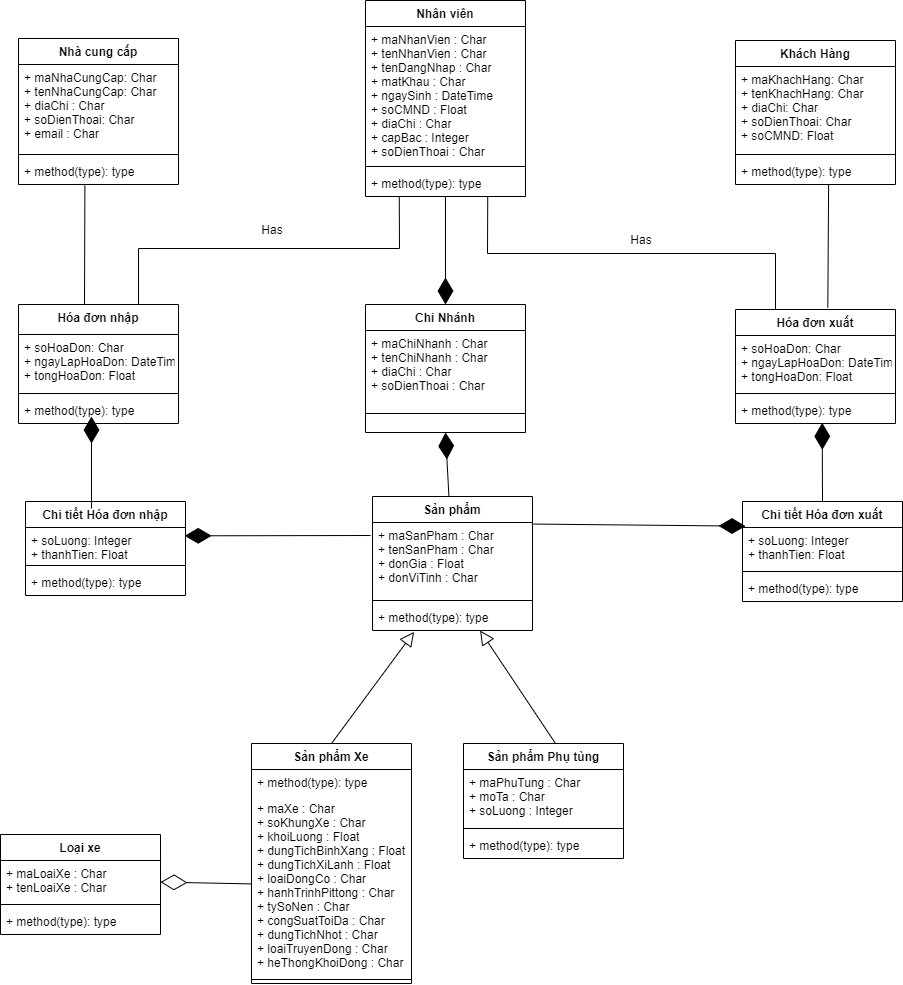 Nhân viên
+ maNhanVien : Char
+ tenNhanVien : Char
+ tenDangNhap : Char
+ matKhau : Char
+ ngaySinh : DateTime
+ soCMND : Float
+ diaChi : Char
+ capBac : Integer
+ soDienThoai : Char
+ method(type): type
Nhà cung cấp
+ maNhaCungCap: Char
+ tenNhaCungCap: Char
+ diaChi : Char
+ soDienThoai: Char
+ email : Char
+ method(type): type
Khách Hàng
+ maKhachHang: Char
+ tenKhachHang: Char
+ diaChi: Char
+ soDienThoai: Char
+ soCMND: Float
+ method(type): type
Has
Has
Hóa đơn nhập
+ soHoaDon: Char
+ ngayLapHoaDon: DateTim
+ tongHoaDon: Float
+ method(type): type
Chi Nhánh
+ maChiNhanh : Char
+ tenChiNhanh : Char
+ diaChi : Char
+ soDienThoai : Char
Hóa đơn xuất
+ soHoaDon: Char
+ ngayLapHoaDon: DateTim
+ tongHoaDon: Float
+ method(type): type
Chi tiết Hóa đơn nhập
+ soLuong: Integer
+ thanhTien: Float
+ method(type): type
Sản phẩm
+ maSanPham : Char
+ tenSanPham : Char
+ donGia : Float
+ donViTinh : Char
+ method(type): type
Chi tiết Hóa đơn xuất
+ soLuong: Integer
+ thanhTien: Float
+ method(type): type
Sản phẩm Xe
+ method(type): type
+ maXe : Char
+ soKhungXe : Char
+ khoiLuong : Float
+ dungTichBinhXang : Float
+ dungTichXiLanh : Float
+ loaiDongCo : Char
+ hanhTrinhPittong : Char
+ tySoNen : Char
+ congSuatToiDa : Char
+ dungTichNhot : Char
+ loaiTruyenDong : Char
+ heThongKhoiDong : Char
Sản phẩm Phụ tùng
+ maPhuTung : Char
+ moTa : Char
+ soLuong : Integer
+ method(type): type
Loại xe
+ maLoaiXe : Char
+ tenLoaiXe : Char
+ method(type): type